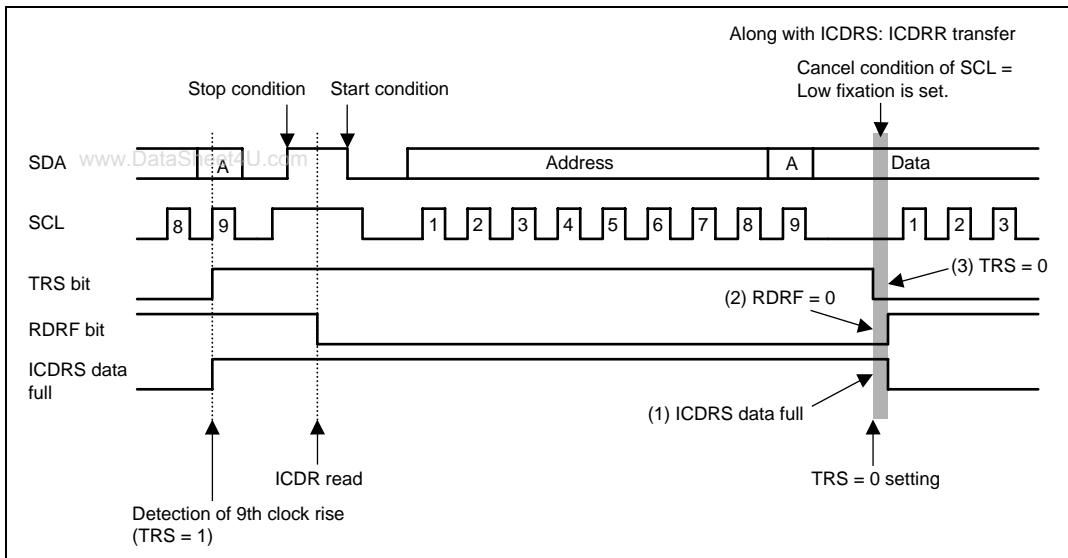 Along with ICDRS: ICDRR transfer
Cancel condition of SCL =
Low fixation is set.
Stop condition
Start condition
SDA
www.DataSheet4U.com
A
Address
A
Data
SCL
8
9
1
2
3
4
5
6
7
8
9
1
2
3
TRS bit
(3) TRS = 0
(2) RDRF = 0
RDRF bit
ICDRS data
full
(1) ICDRS data full
ICDR read
TRS = 0 setting
Detection of 9th clock rise
(TRS = 1)